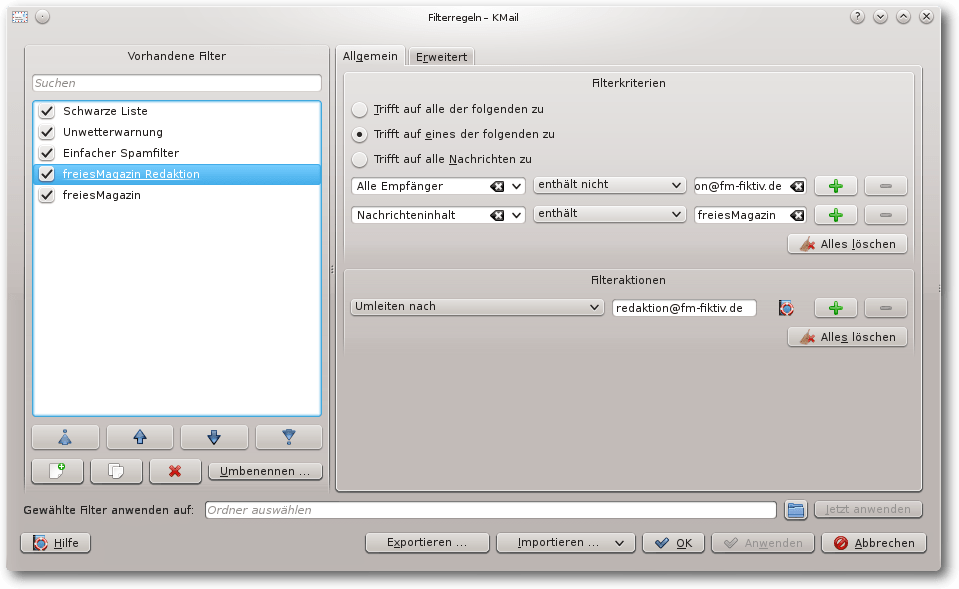 Filterregeln – KMail
Vorhandene Filter
Suchen
Schwarze Liste
Unwetterwarnung
Einfacher Spamfilter
freiesMagazin Redaktion
freiesMagazin
Umbenennen ...
Allgemein Erweitert
Filterkriterien
Trifft auf alle der folgenden zu
Trifft auf eines der folgenden zu
Trifft auf alle Nachrichten zu
Alle Empfänger enthält nicht on@fm-fiktiv.de
Nachrichteninhalt enthält freiesMagazin
Alles löschen
Filteraktionen
Umleiten nach redaktion@fm-fiktiv.de
Alles löschen
Gewählte Filter anwenden auf: Ordner auswählen Jetzt anwenden
Hilfe Exportieren ... Importieren ... OK Anwenden Abbrechen